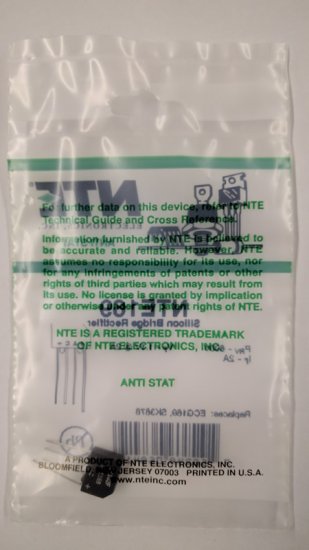 NTE
ELECTRONICS, INC.
For further data on this device, refer to NTE
Technical Guide and Cross Reference.
Information furnished by NTE is believed to
be accurate and reliable. However, NTE
assumes no responsibility for its use, nor
for any infringements of patents or other
rights of third parties which may result from
its use. No license is granted by implication
or otherwise under any patent rights of NTE.
NTE169
Silicon Bridge Rectifier
NTE IS A REGISTERED TRADEMARK
OF NTE ELECTRONICS, INC.
ANTI STAT
Replaces: ECG169, SK3678
A PRODUCT OF NTE ELECTRONICS, INC.
BLOOMFIELD, NEW JERSEY 07003 PRINTED IN U.S.A.
www.nteinc.com